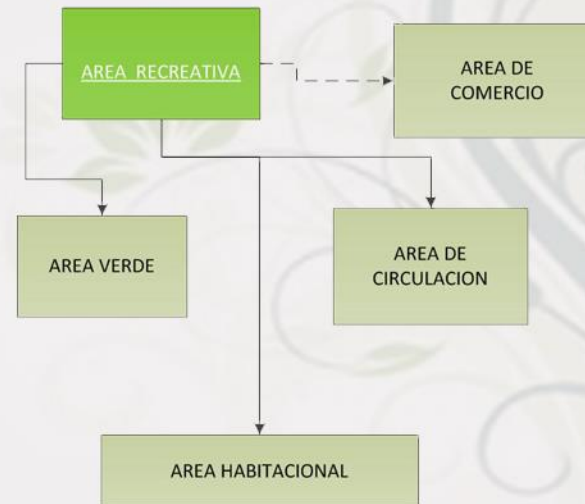 AREA RECREATIVA
AREA DE
COMERCIO
AREA VERDE
AREA DE
CIRCULACION
AREA HABITACIONAL